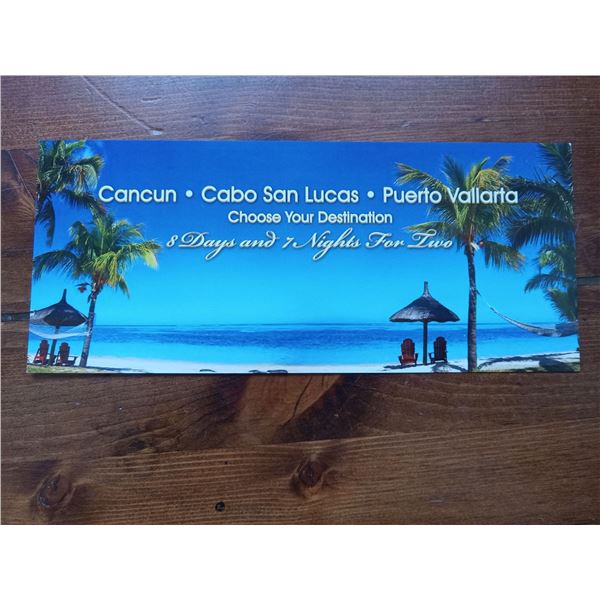 Cancun • Cabo San Lucas • Puerto Vallarta
Choose Your Destination
8 Days and 7 Nights For Two